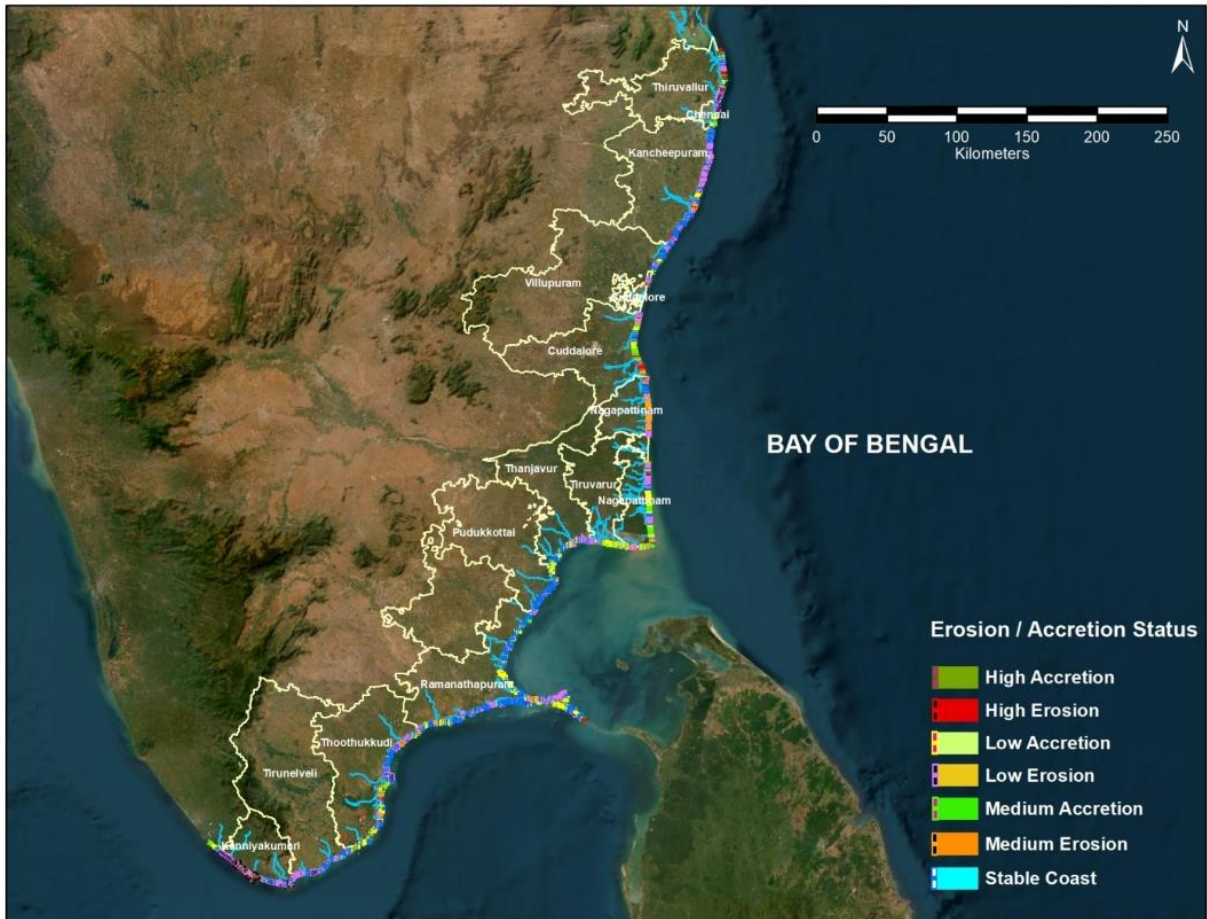 N
Thiruvallur
Chennai
0 50 100 150 200 250
Kilometers
Kancheepuram
Villupuram
Cuddalore
Nagapattinam
BAY OF BENGAL
Thanjavur
Tiruvarur
Nagapattinam
Pudukkottai
Ramanathapuram
Thoothukkudi
Tirunelveli
Kanniyakumari
Erosion / Accretion Status
High Accretion
High Erosion
Low Accretion
Low Erosion
Medium Accretion
Medium Erosion
Stable Coast